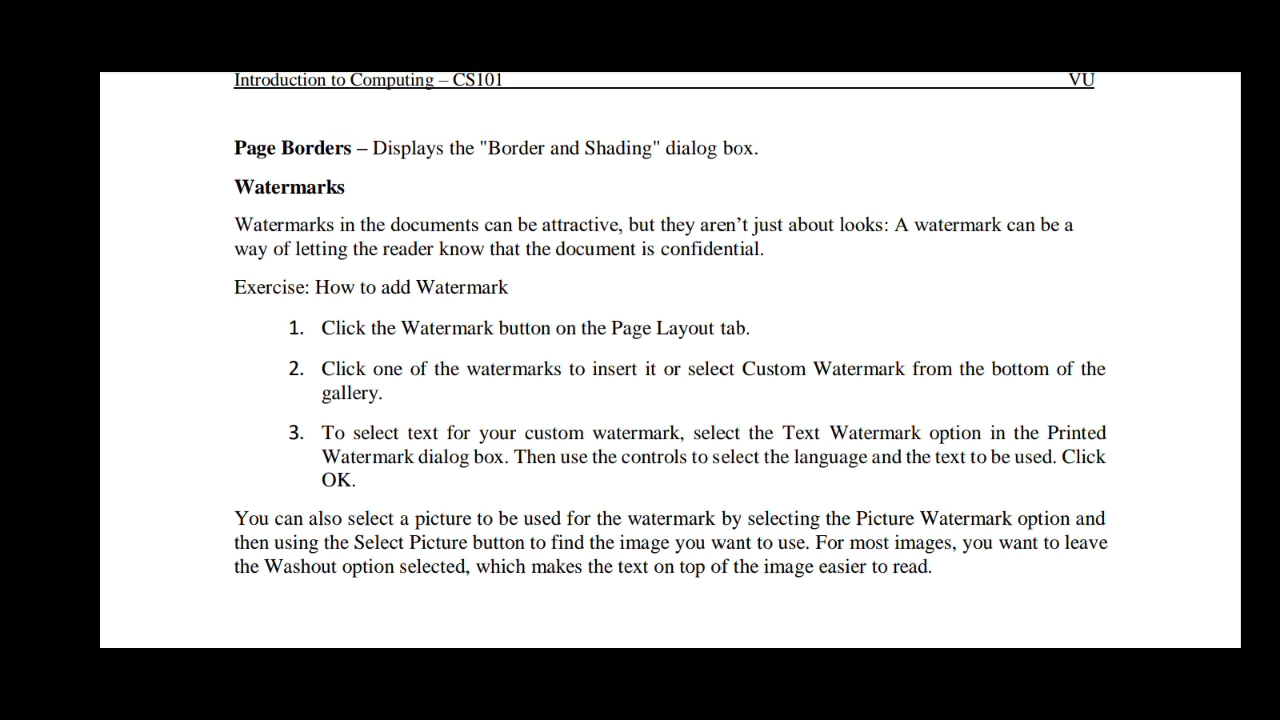 Introduction to Computing – CS101 VU
Page Borders – Displays the "Border and Shading" dialog box.
Watermarks
Watermarks in the documents can be attractive, but they aren’t just about looks: A watermark can be a
way of letting the reader know that the document is confidential.
Exercise: How to add Watermark
1. Click the Watermark button on the Page Layout tab.
2. Click one of the watermarks to insert it or select Custom Watermark from the bottom of the
gallery.
3. To select text for your custom watermark, select the Text Watermark option in the Printed
Watermark dialog box. Then use the controls to select the language and the text to be used. Click
OK.
You can also select a picture to be used for the watermark by selecting the Picture Watermark option and
then using the Select Picture button to find the image you want to use. For most images, you want to leave
the Washout option selected, which makes the text on top of the image easier to read.